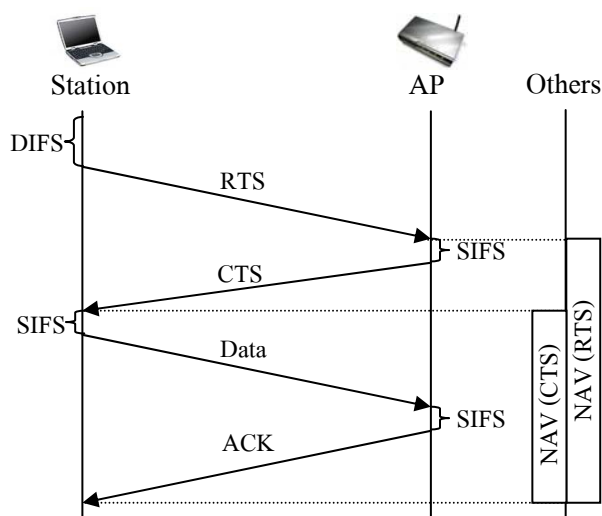 Station
AP
Others
DIFS
RTS
SIFS
CTS
SIFS
Data
SIFS
ACK
NAV (CTS)
NAV (RTS)